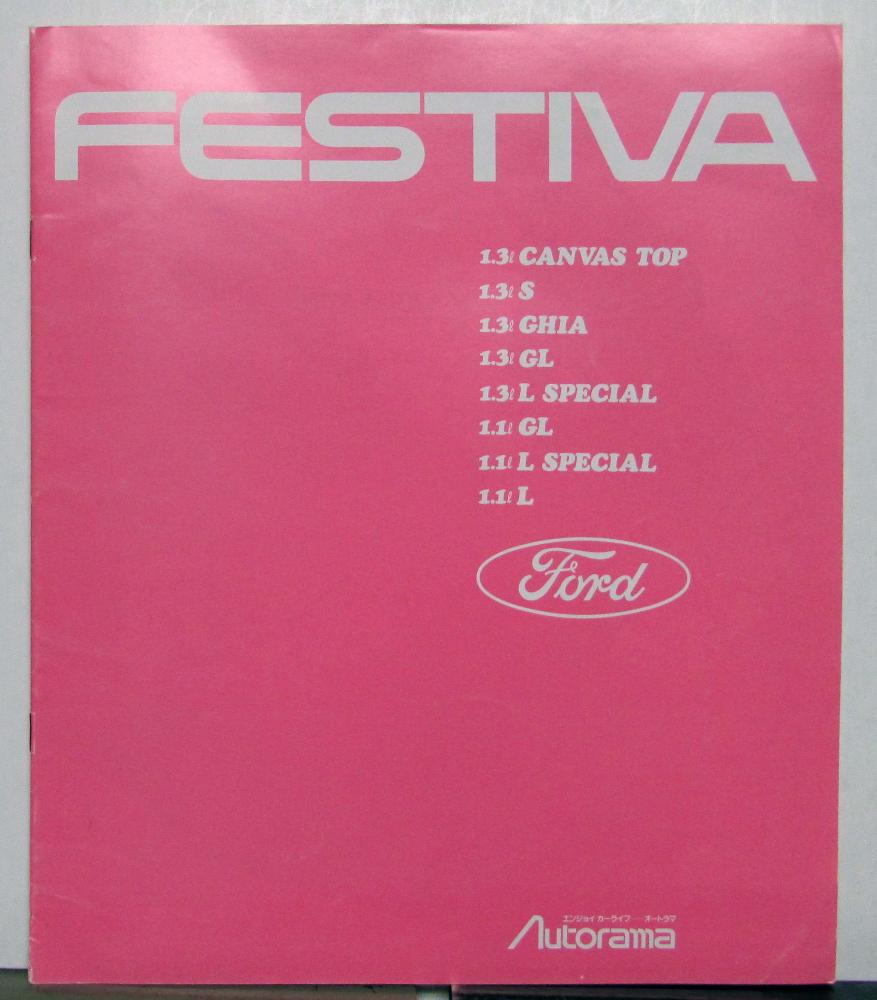 FESTIVA
1.3ℓ CANVAS TOP
1.3ℓ S
1.3ℓ GHIA
1.3ℓ GL
1.3ℓ L SPECIAL
1.1ℓ GL
1.1ℓ L SPECIAL
1.1ℓ L
Ford
エンジョイ カーライフ──オートラマ
Autorama